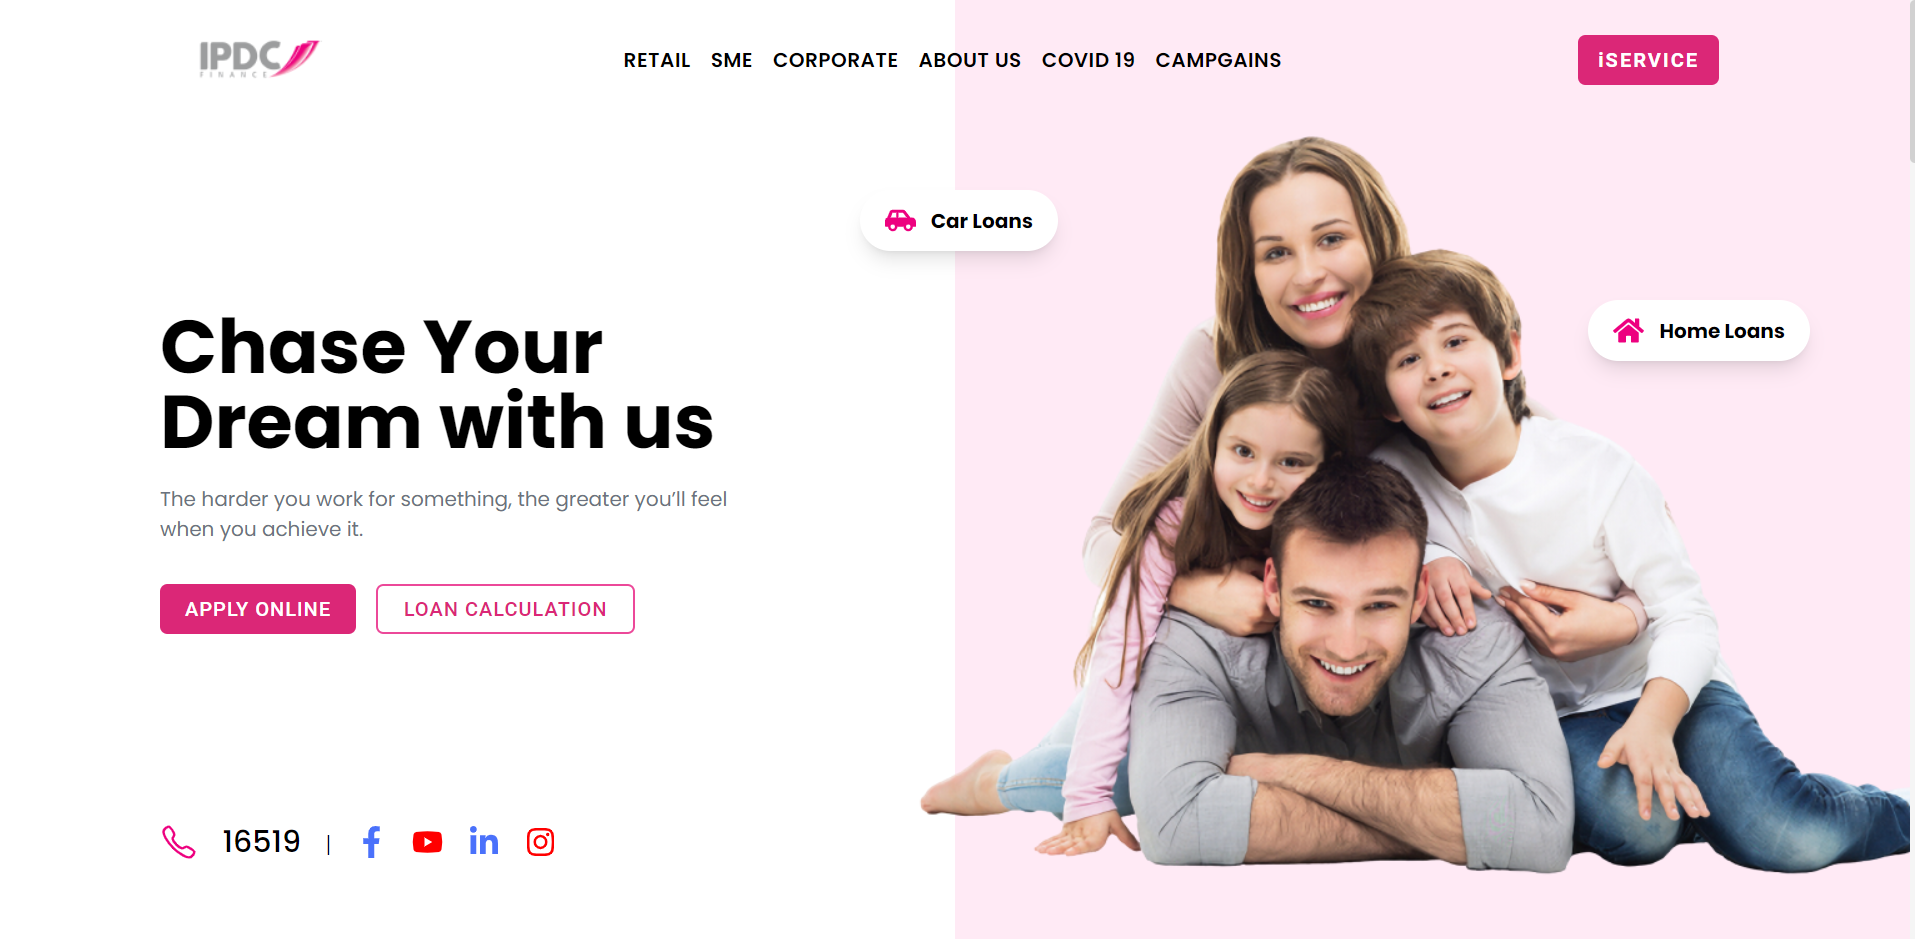 IPDC
FINANCE
RETAIL SME CORPORATE ABOUT US COVID 19 CAMPGAINS
iSERVICE
Car Loans
Home Loans
Chase Your
Dream with us
The harder you work for something, the greater you’ll feel
when you achieve it.
APPLY ONLINE LOAN CALCULATION
16519 |